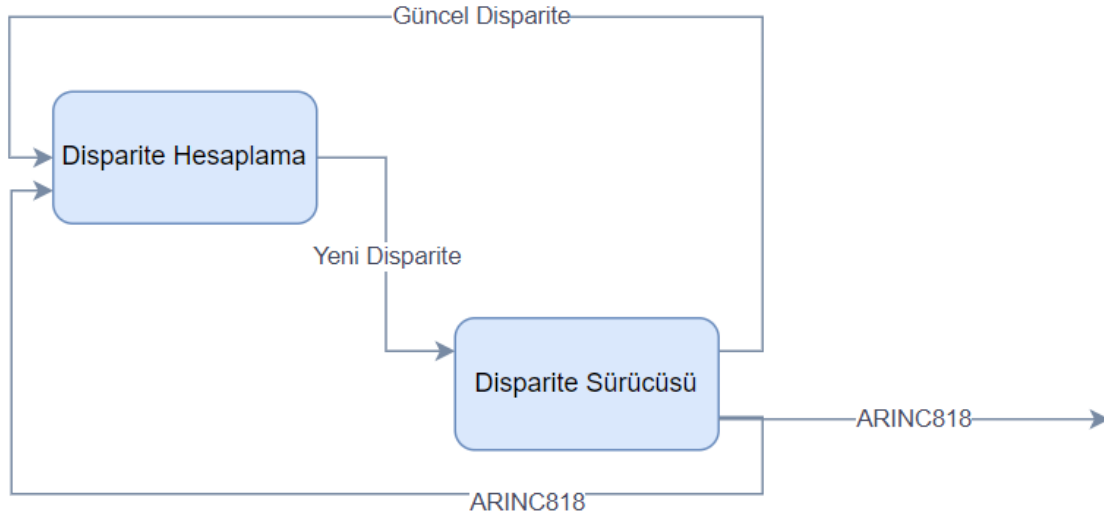 Güncel Disparite
Disparite Hesaplama
Yeni Disparite
Disparite Sürücüsü
ARINC818
ARINC818